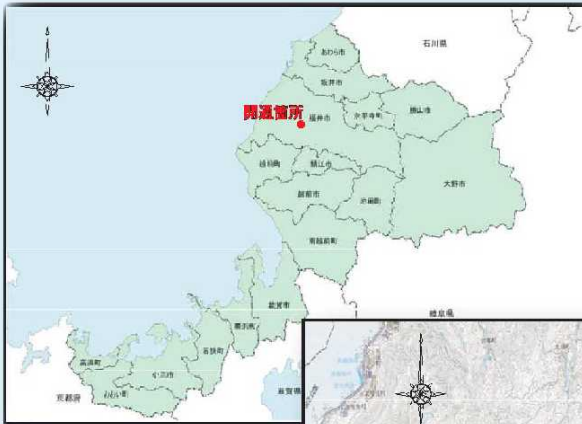 石川県
あわら市
坂井市
開通箇所
福井市
永平寺町
勝山市
越前町
鯖江市
大野市
越前市
池田町
南越前町
敦賀市
美浜町
岐阜県
若狭町
高浜町
小浜市
おおい町
京都府
滋賀県